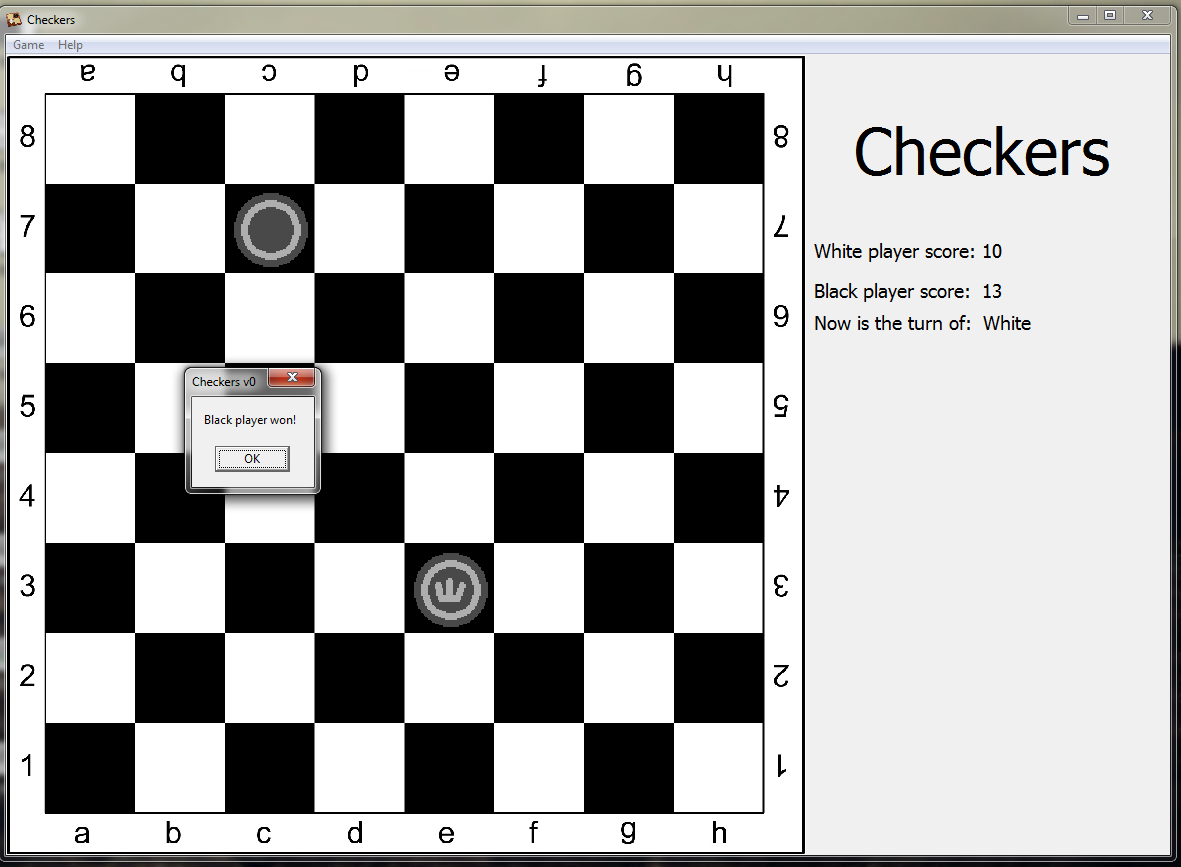 Checkers
Game Help
a b c d e f g h
8 8
7 7
6 6
5 5
4 4
3 3
2 2
1 1
a b c d e f g h
Checkers v0
Black player won!
OK
Checkers
White player score: 10
Black player score: 13
Now is the turn of: White